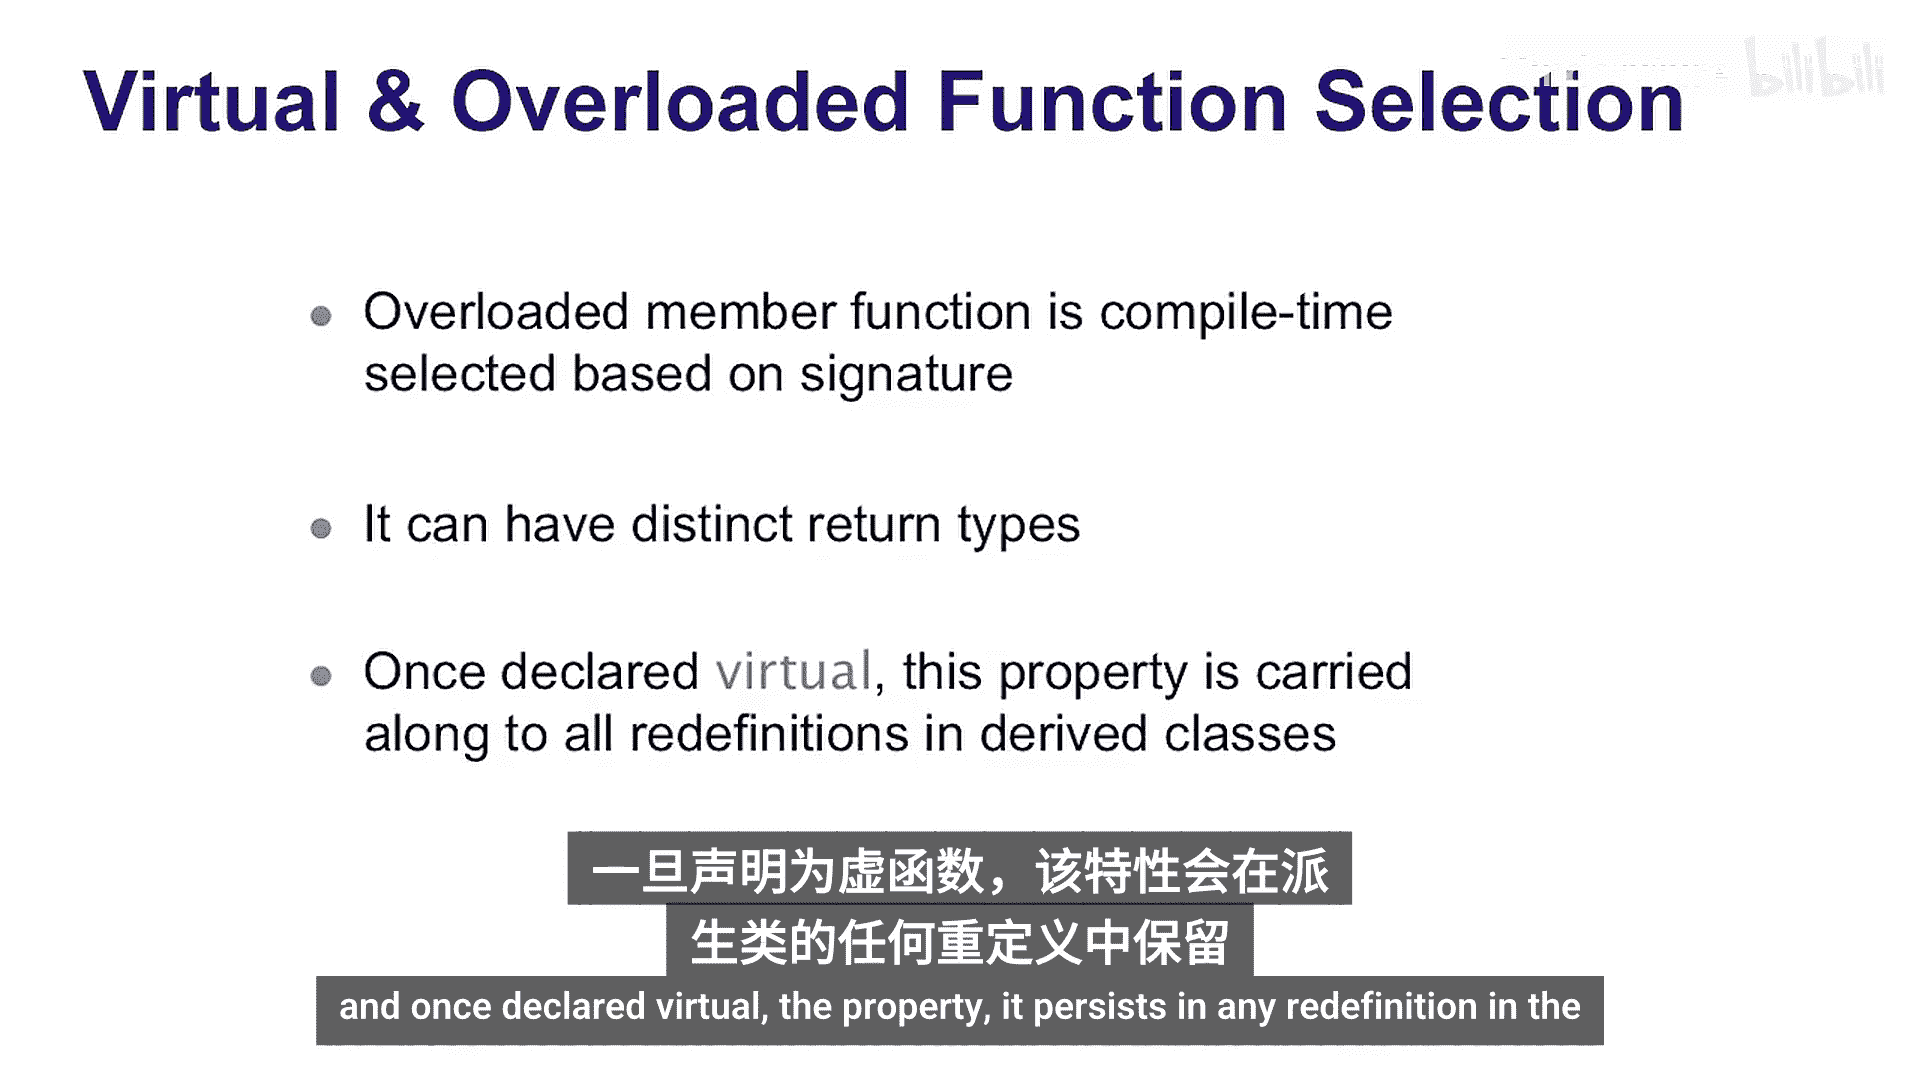 Virtual & Overloaded Function Selection
bilibili
Overloaded member function is compile-time
selected based on signature
It can have distinct return types
Once declared virtual, this property is carried
along to all redefinitions in derived classes
一旦声明为虚函数，该特性会在派
生类的任何重定义中保留
and once declared virtual, the property, it persists in any redefinition in the